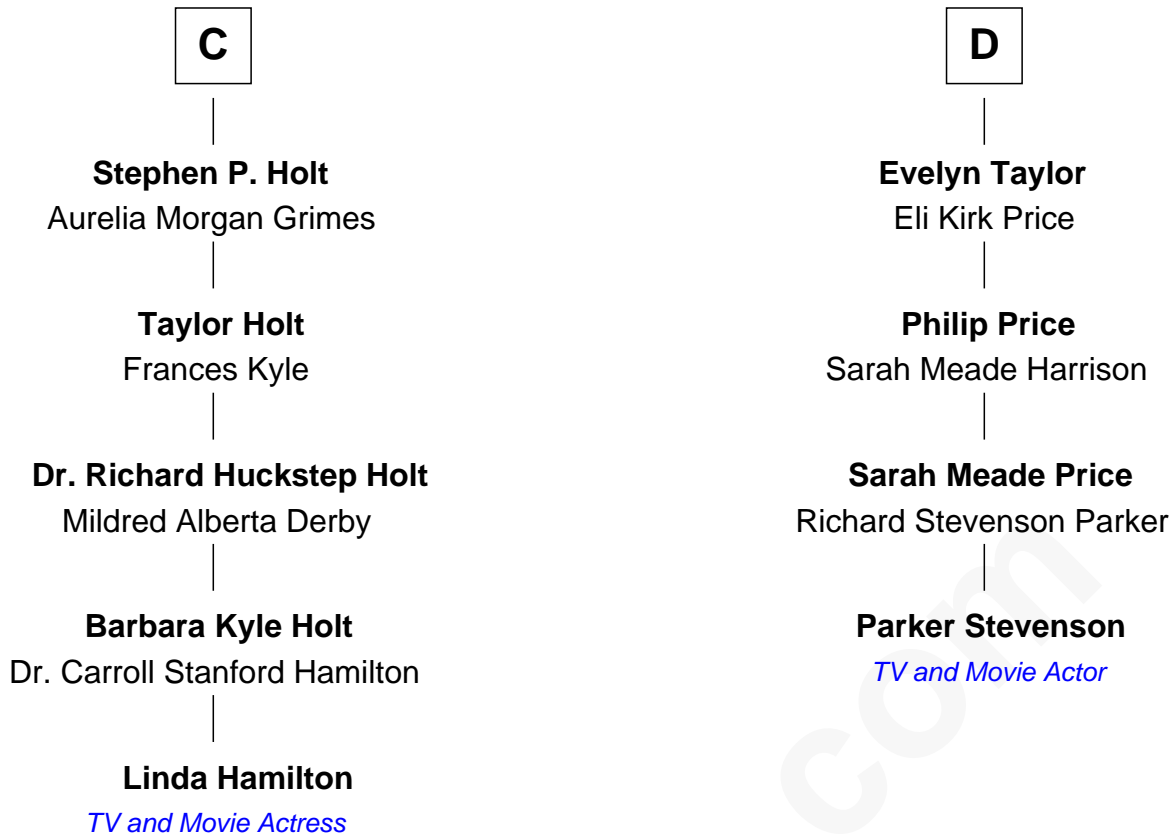 C
Stephen P. Holt
Aurelia Morgan Grimes
Taylor Holt
Frances Kyle
Dr. Richard Huckstep Holt
Mildred Alberta Derby
Barbara Kyle Holt
Dr. Carroll Stanford Hamilton
Linda Hamilton
TV and Movie Actress
D
Evelyn Taylor
Eli Kirk Price
Philip Price
Sarah Meade Harrison
Sarah Meade Price
Richard Stevenson Parker
Parker Stevenson
TV and Movie Actor
com